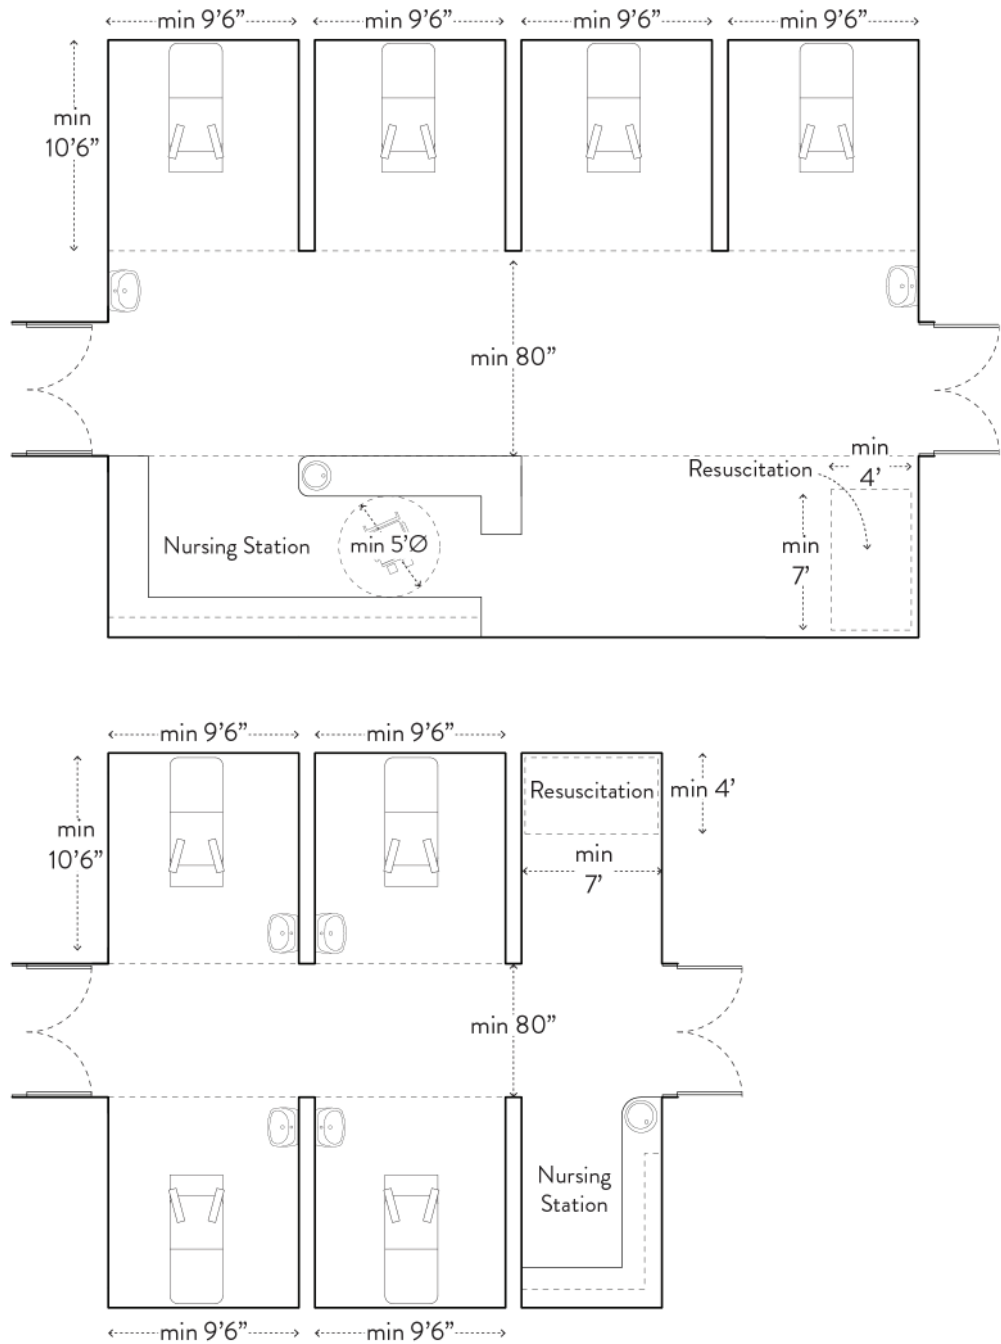 min 9’6”
min 9’6”
min 9’6”
min 9’6”
min
10’6”
min 80”
Resuscitation
min
4’
Nursing Station
min 5’Ø
min
7’
min 9’6”
min 9’6”
Resuscitation
min 4’
min
10’6”
min
7’
min 80”
Nursing
Station
min 9’6”
min 9’6”